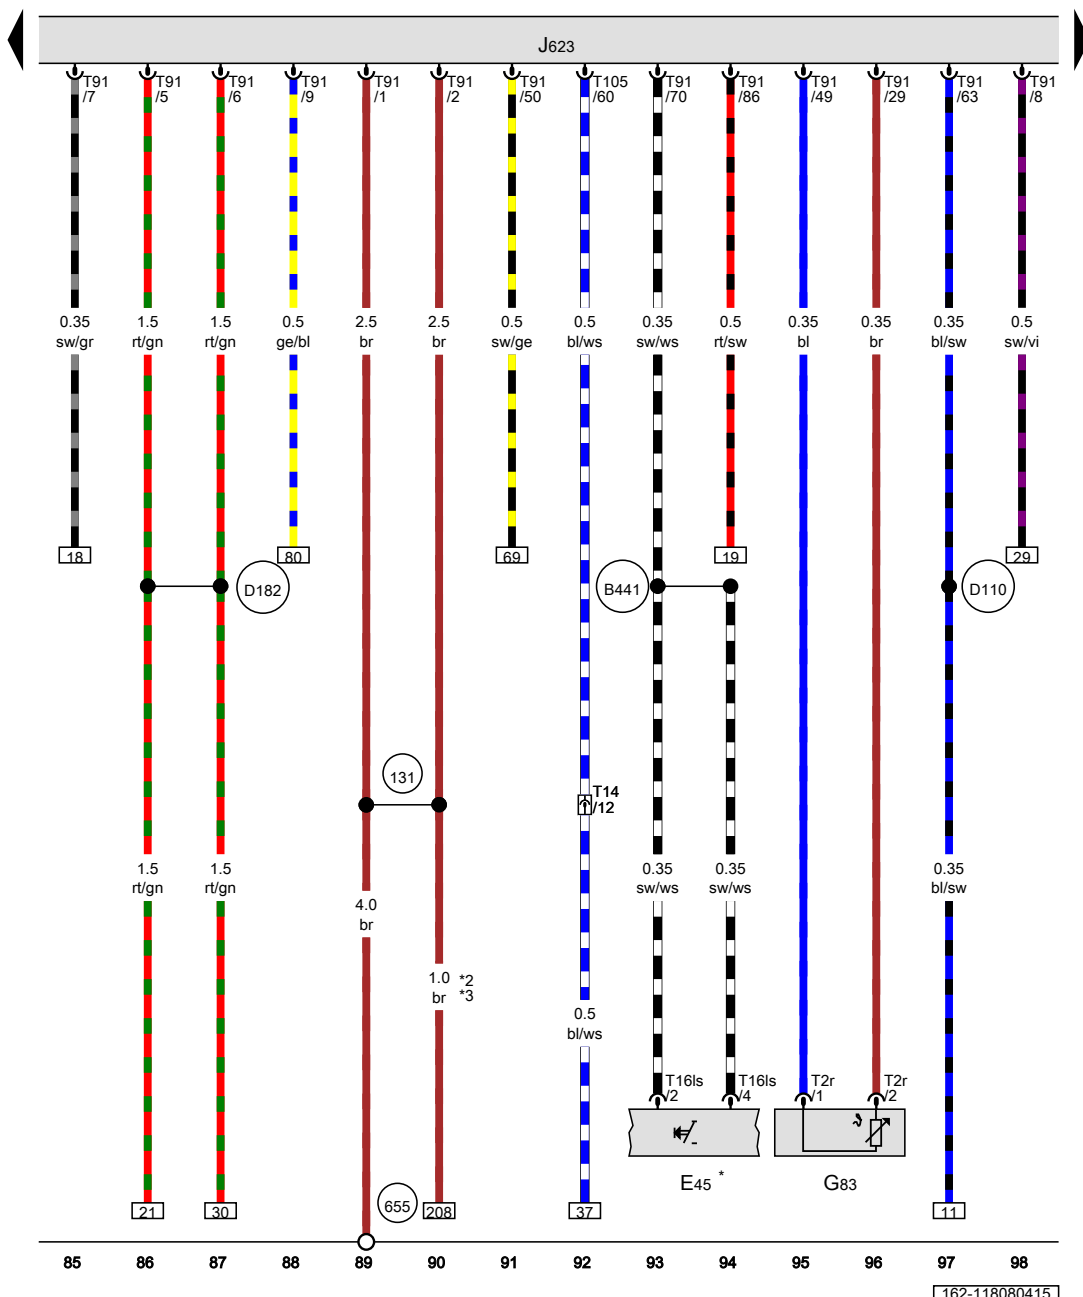 J623
T91 T91 T91 T91 T91 T91 T91 T105 T91 T91 T91 T91 T91 T91
/7 /5 /6 /9 /1 /2 /50 /60 /70 /86 /49 /29 /63 /8
0.35 1.5 1.5 0.5 2.5 2.5 0.5 0.5 0.35 0.5 0.35 0.35 0.35 0.5
sw/gr rt/gn rt/gn ge/bl br br sw/ge bl/ws sw/ws rt/sw bl br bl/sw sw/vi
18 80 69 19 29
D182 B441 D110
131
T14
/12
1.5 1.5 0.35 0.35 0.35
rt/gn rt/gn sw/ws sw/ws bl/sw
4.0
br
1.0 *2
br *3
0.5
bl/ws
T16ls T16ls T2r T2r
/2 /4 /1 /2
E45 * G83
655
21 30 208 37 11
85 86 87 88 89 90 91 92 93 94 95 96 97 98
162-118080415